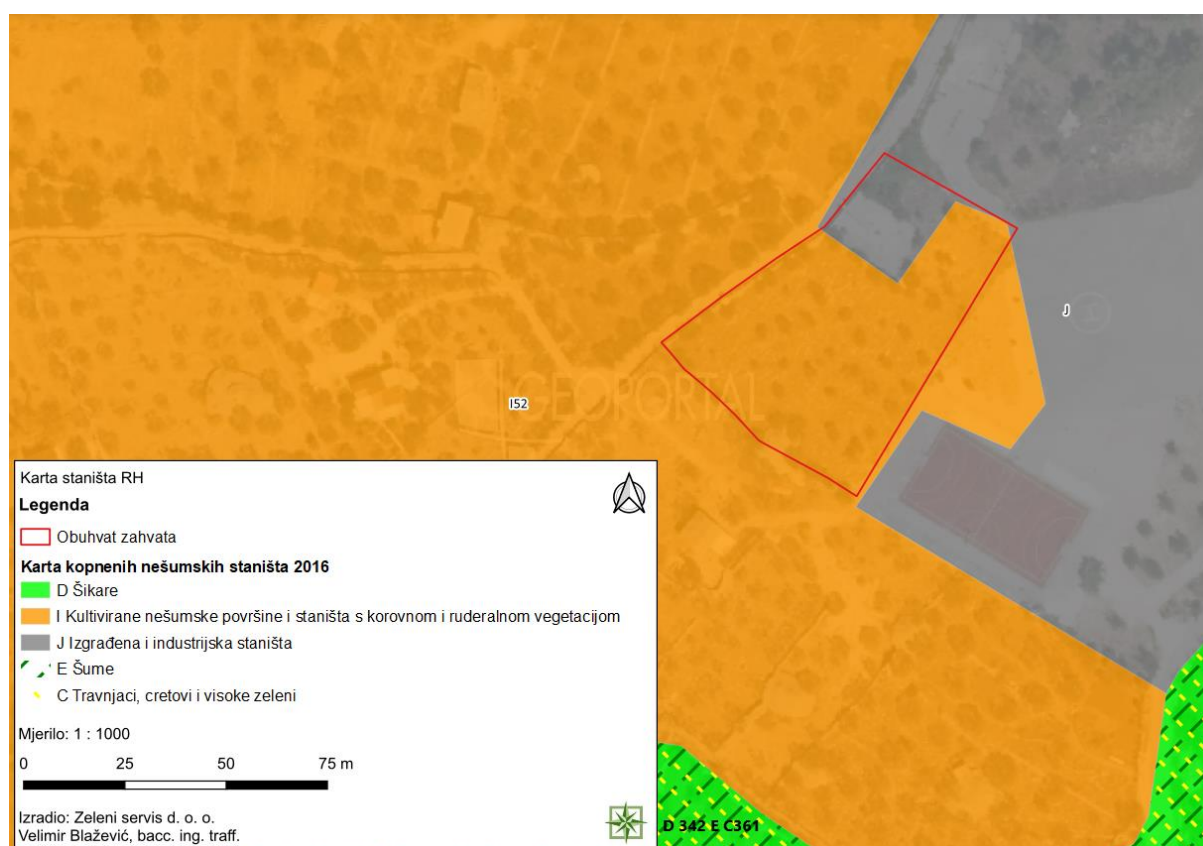 J
GEOPORTAL
I52
Karta staništa RH
Legenda
Obuhvat zahvata
Karta kopnenih nešumskih staništa 2016
D Šikare
I Kultivirane nešumske površine i staništa s korovnom i ruderalnom vegetacijom
J Izgrađena i industrijska staništa
E Šume
C Travnjaci, cretovi i visoke zeleni
Mjerilo: 1 : 1000
0 25 50 75 m
Izradio: Zeleni servis d. o. o.
Velimir Blažević, bacc. ing. traff.
D 342 E C361